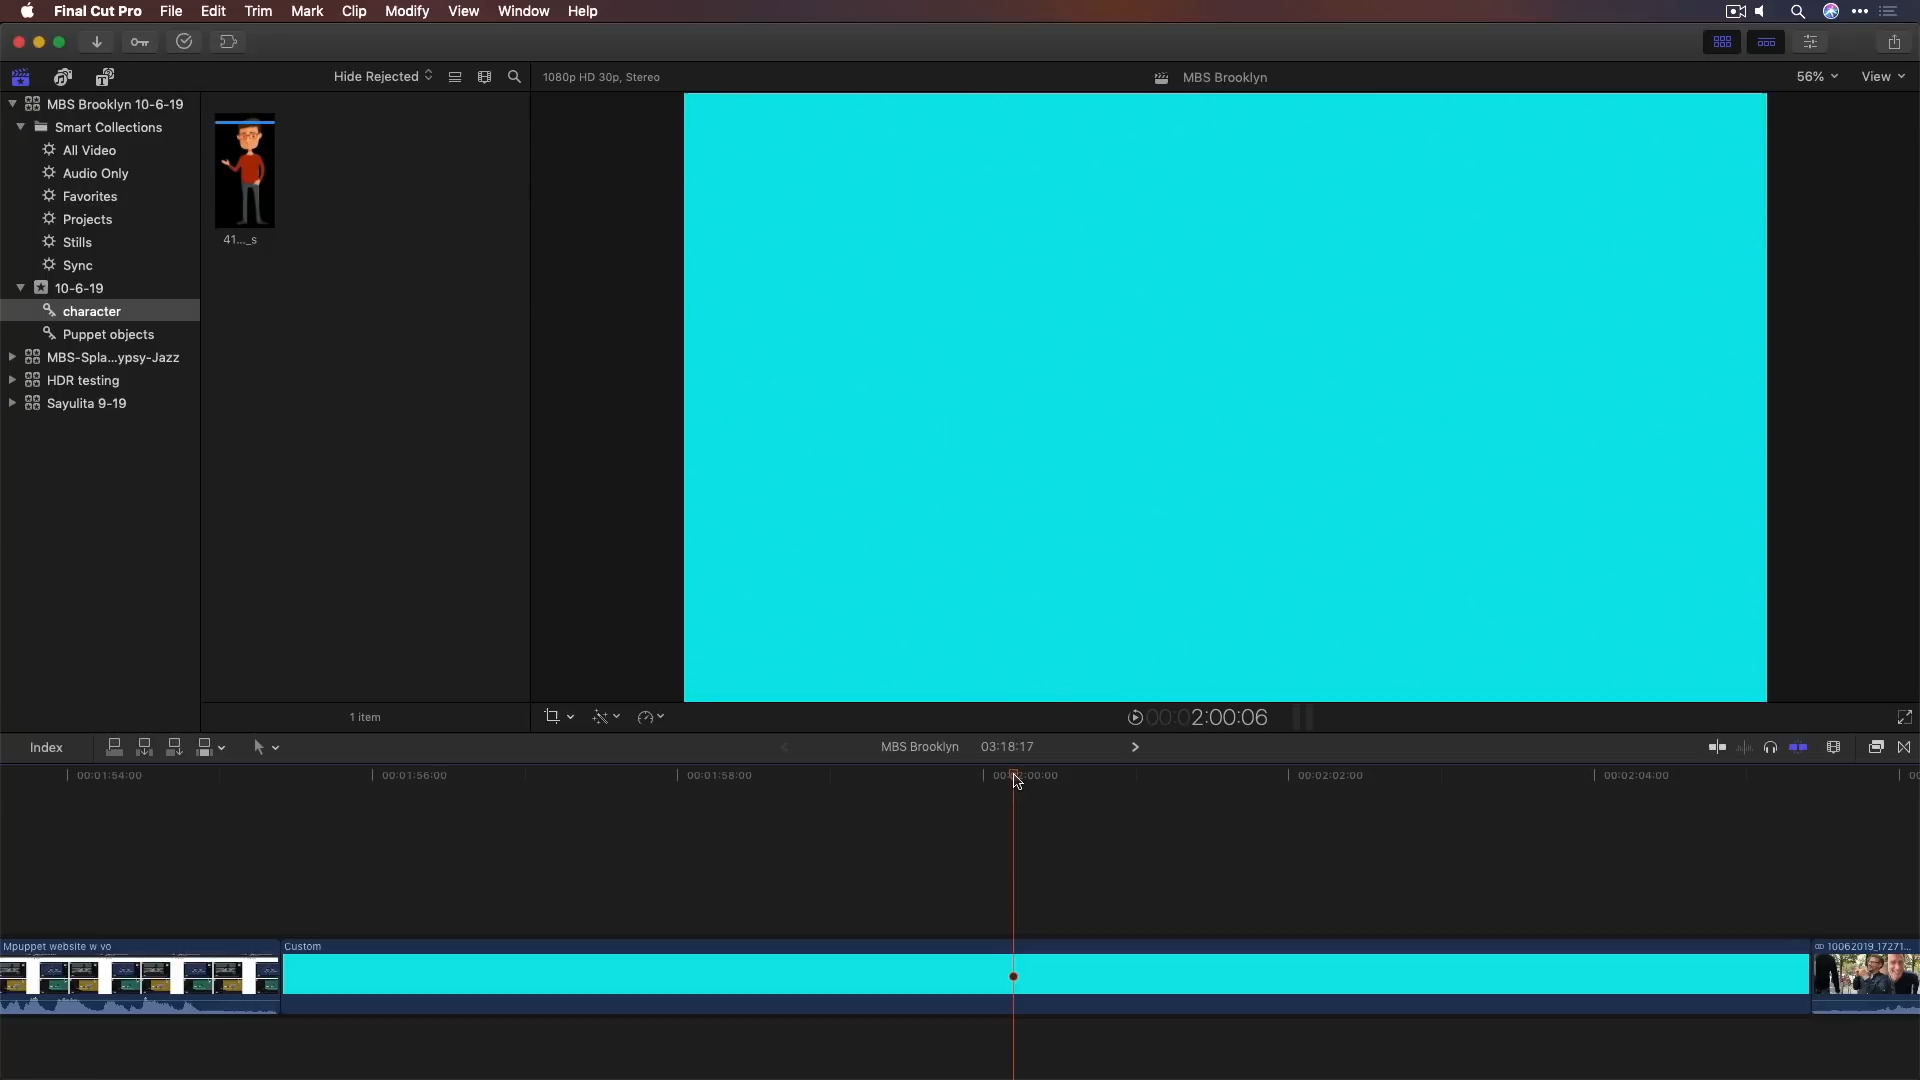 Final Cut Pro File Edit Trim Mark Clip Modify View Window Help
Hide Rejected
1080p HD 30p, Stereo
MBS Brooklyn
56%
View
MBS Brooklyn 10-6-19
Smart Collections
All Video
Audio Only
Favorites
Projects
Stills
Sync
10-6-19
character
Puppet objects
MBS-Spla...ypsy-Jazz
HDR testing
Sayulita 9-19
41..._s
1 item
00:02:00:06
Index
MBS Brooklyn 03:18:17
00:01:54:00
00:01:56:00
00:01:58:00
00:02:02:00
00:02:04:00
Mpuppet website w vo
Custom
10062019_17271...